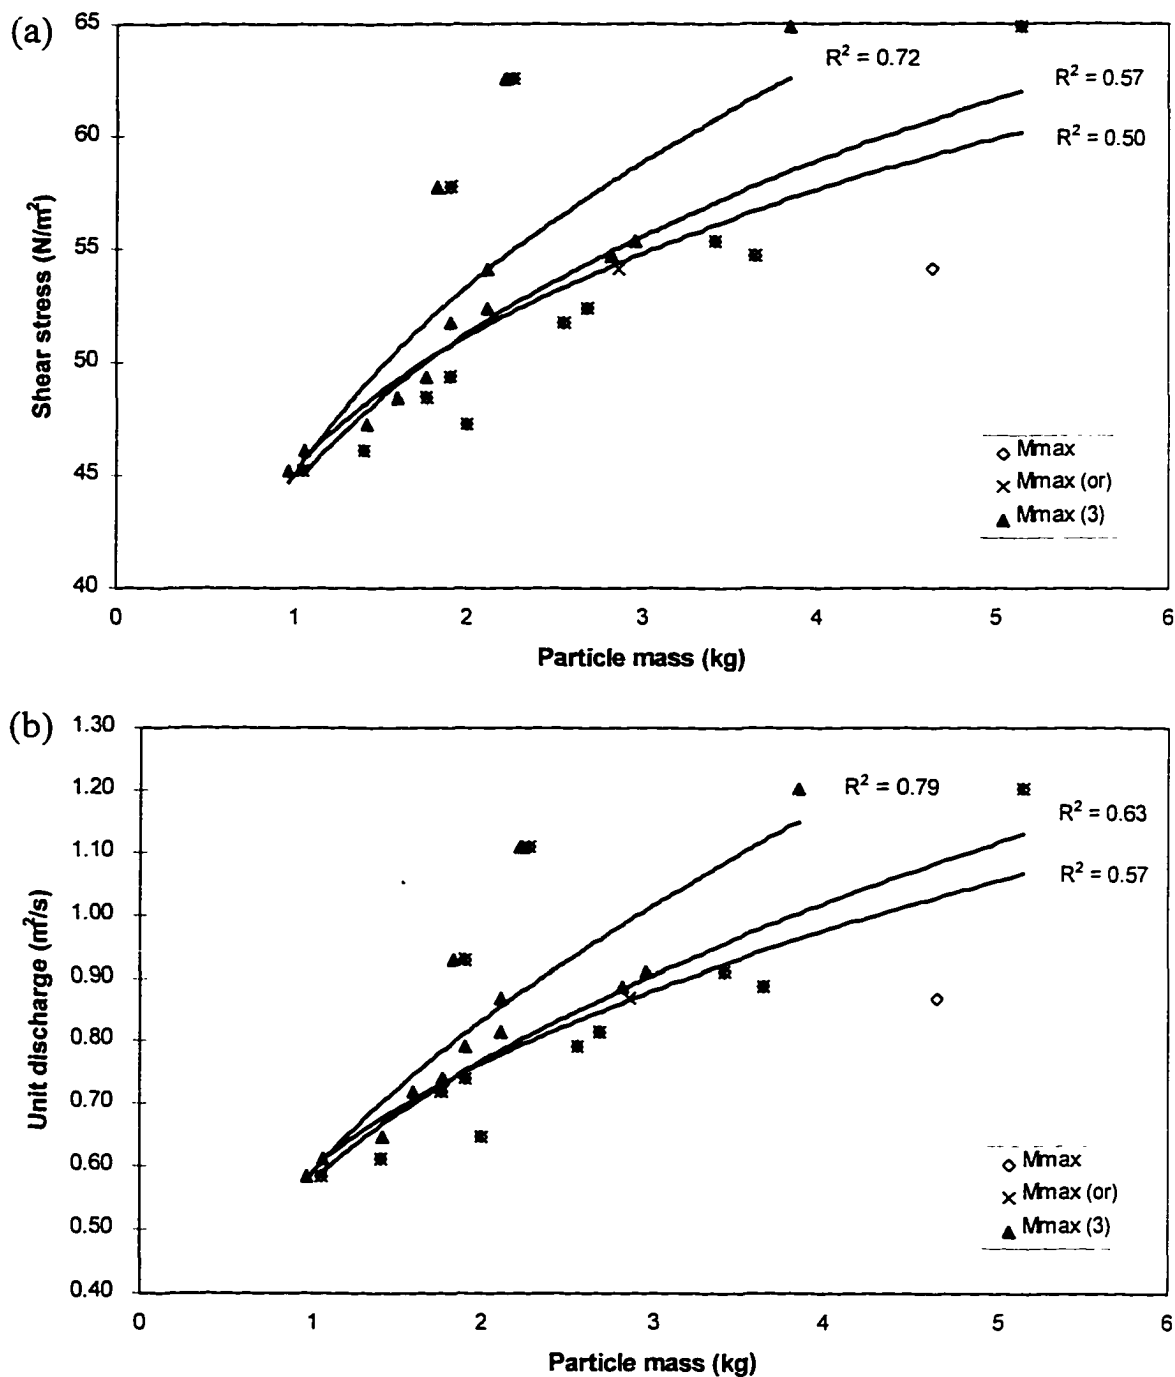 (a)
65
60
55
50
45
40
Shear stress (N/m²)
R² = 0.72
R² = 0.57
R² = 0.50
Mmax
Mmax (or)
Mmax (3)
0 1 2 3 4 5 6
Particle mass (kg)
(b)
1.30
1.20
1.10
1.00
0.90
0.80
0.70
0.60
0.50
0.40
Unit discharge (m²/s)
R² = 0.79
R² = 0.63
R² = 0.57
Mmax
Mmax (or)
Mmax (3)
0 1 2 3 4 5 6
Particle mass (kg)